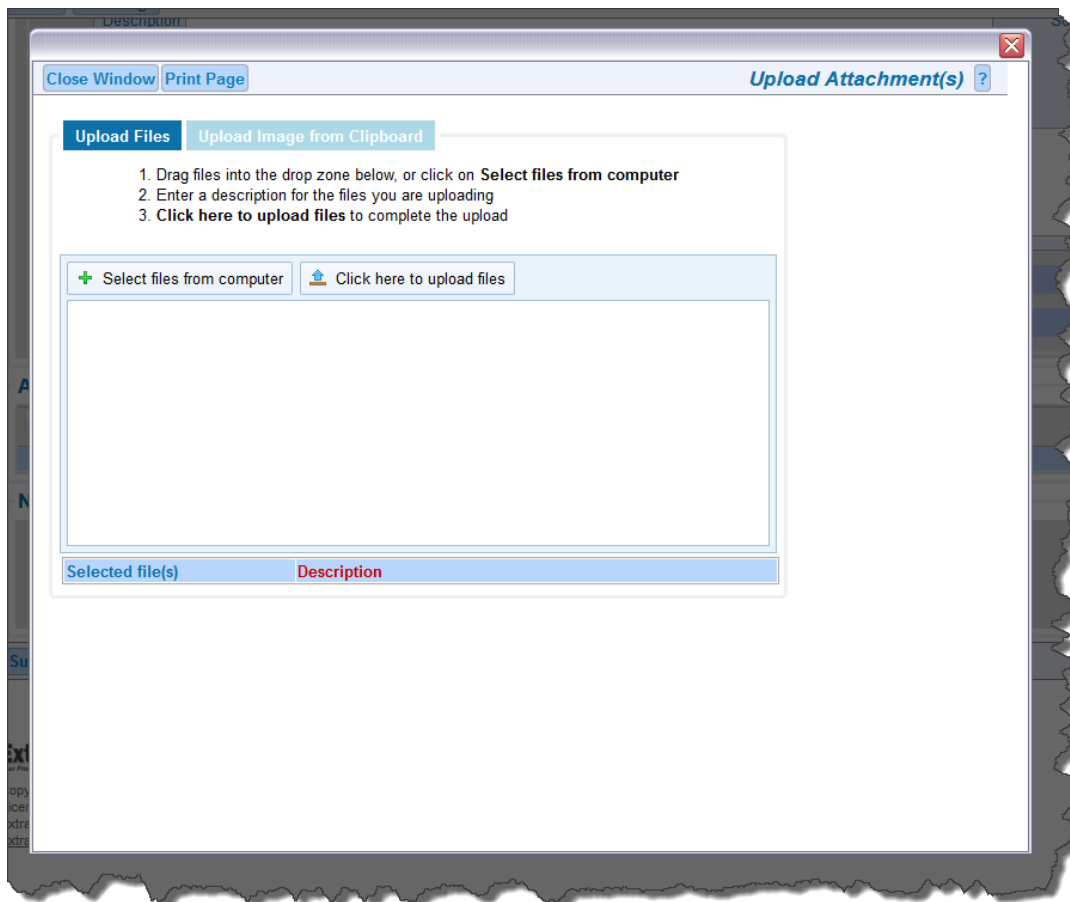 Description
Close Window Print Page Upload Attachment(s) ?
Upload Files Upload Image from Clipboard
1. Drag files into the drop zone below, or click on Select files from computer
2. Enter a description for the files you are uploading
3. Click here to upload files to complete the upload
Select files from computer Click here to upload files
Selected file(s) Description